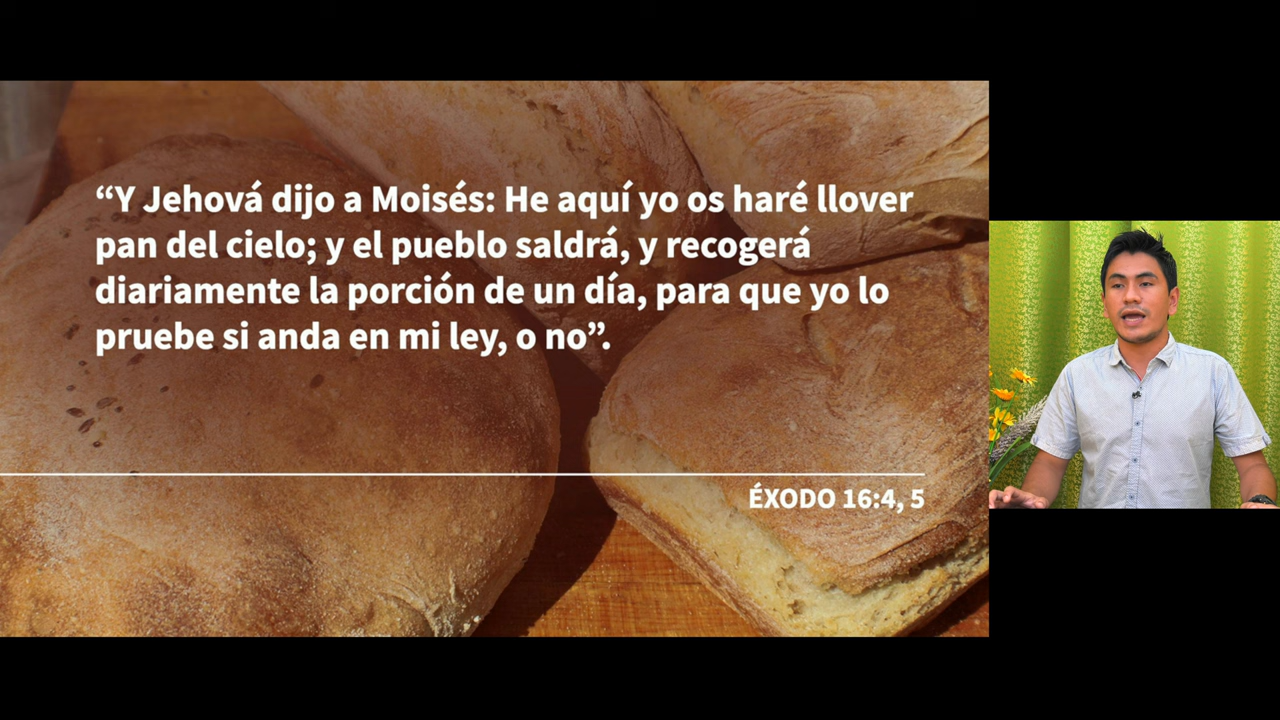 “Y Jehová dijo a Moisés: He aquí yo os haré llover
pan del cielo; y el pueblo saldrá, y recogerá
diariamente la porción de un día, para que yo lo
pruebe si anda en mi ley, o no”.
ÉXODO 16:4, 5